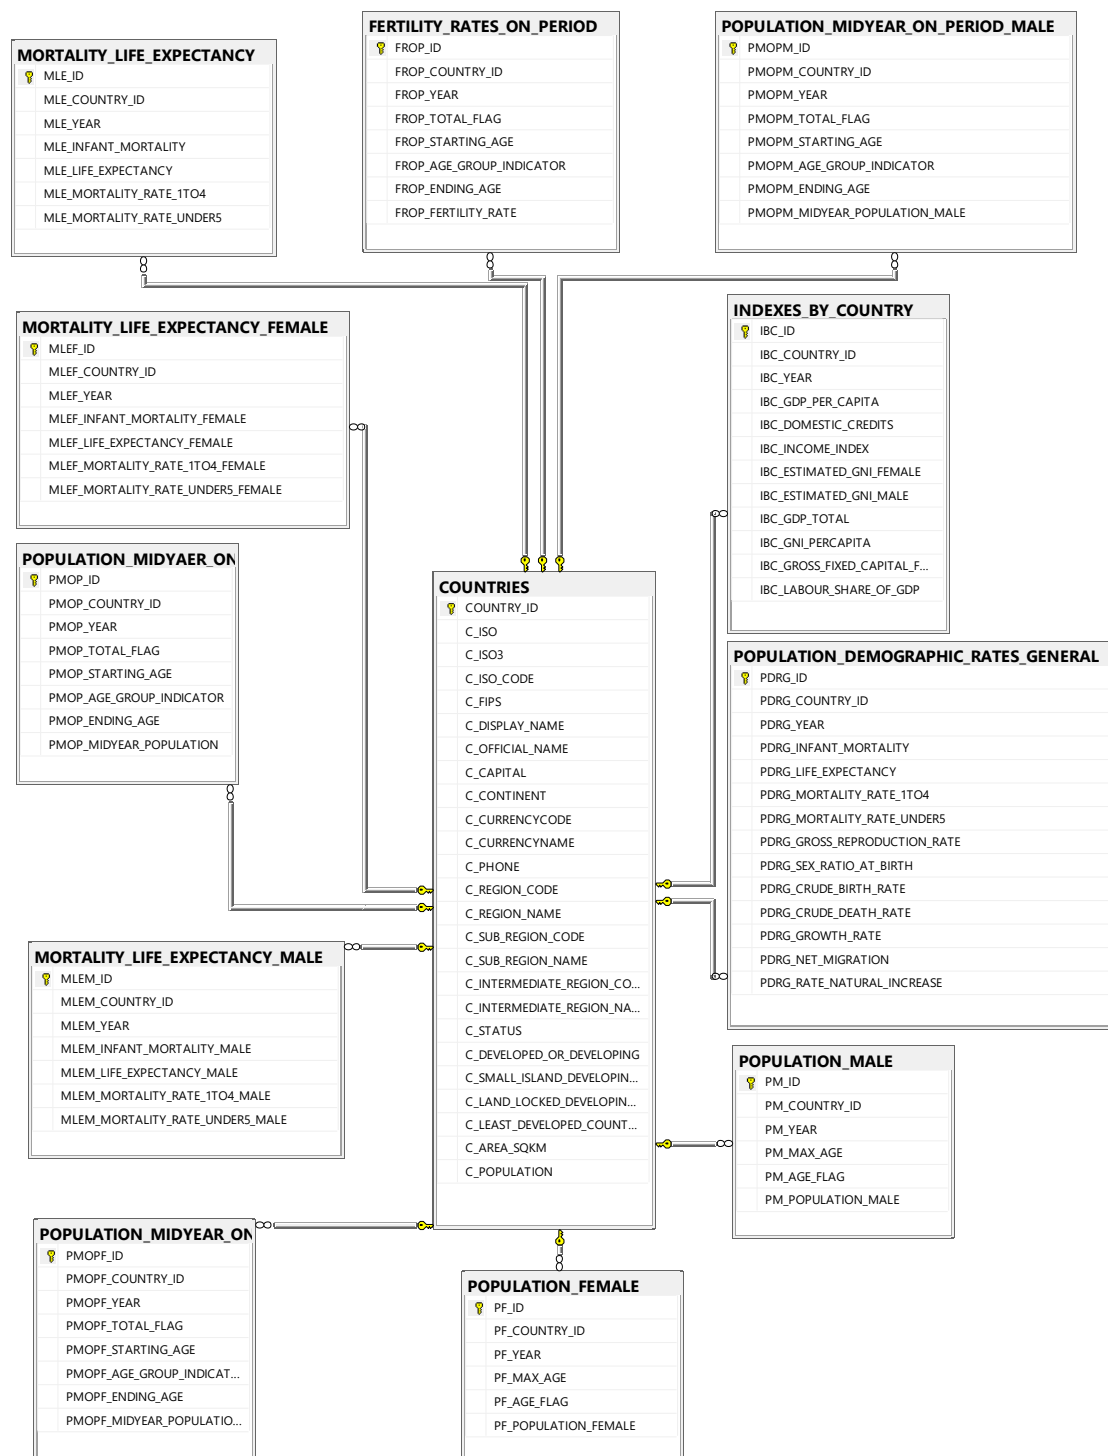 MORTALITY_LIFE_EXPECTANCY
MLE_ID
MLE_COUNTRY_ID
MLE_YEAR
MLE_INFANT_MORTALITY
MLE_LIFE_EXPECTANCY
MLE_MORTALITY_RATE_1TO4
MLE_MORTALITY_RATE_UNDER5
FERTILITY_RATES_ON_PERIOD
FROP_ID
FROP_COUNTRY_ID
FROP_YEAR
FROP_TOTAL_FLAG
FROP_STARTING_AGE
FROP_AGE_GROUP_INDICATOR
FROP_ENDING_AGE
FROP_FERTILITY_RATE
POPULATION_MIDYEAR_ON_PERIOD_MALE
PMOPM_ID
PMOPM_COUNTRY_ID
PMOPM_YEAR
PMOPM_TOTAL_FLAG
PMOPM_STARTING_AGE
PMOPM_AGE_GROUP_INDICATOR
PMOPM_ENDING_AGE
PMOPM_MIDYEAR_POPULATION_MALE
MORTALITY_LIFE_EXPECTANCY_FEMALE
MLEF_ID
MLEF_COUNTRY_ID
MLEF_YEAR
MLEF_INFANT_MORTALITY_FEMALE
MLEF_LIFE_EXPECTANCY_FEMALE
MLEF_MORTALITY_RATE_1TO4_FEMALE
MLEF_MORTALITY_RATE_UNDER5_FEMALE
INDEXES_BY_COUNTRY
IBC_ID
IBC_COUNTRY_ID
IBC_YEAR
IBC_GDP_PER_CAPITA
IBC_DOMESTIC_CREDITS
IBC_INCOME_INDEX
IBC_ESTIMATED_GNI_FEMALE
IBC_ESTIMATED_GNI_MALE
IBC_GDP_TOTAL
IBC_GNI_PERCAPITA
IBC_GROSS_FIXED_CAPITAL_F...
IBC_LABOUR_SHARE_OF_GDP
POPULATION_MIDYAER_ON
PMOP_ID
PMOP_COUNTRY_ID
PMOP_YEAR
PMOP_TOTAL_FLAG
PMOP_STARTING_AGE
PMOP_AGE_GROUP_INDICATOR
PMOP_ENDING_AGE
PMOP_MIDYEAR_POPULATION
COUNTRIES
COUNTRY_ID
C_ISO
C_ISO3
C_ISO_CODE
C_FIPS
C_DISPLAY_NAME
C_OFFICIAL_NAME
C_CAPITAL
C_CONTINENT
C_CURRENCYCODE
C_CURRENCYNAME
C_PHONE
C_REGION_CODE
C_REGION_NAME
C_SUB_REGION_CODE
C_SUB_REGION_NAME
C_INTERMEDIATE_REGION_CO...
C_INTERMEDIATE_REGION_NA...
C_STATUS
C_DEVELOPED_OR_DEVELOPING
C_SMALL_ISLAND_DEVELOPIN...
C_LAND_LOCKED_DEVELOPIN...
C_LEAST_DEVELOPED_COUNT...
C_AREA_SQKM
C_POPULATION
POPULATION_DEMOGRAPHIC_RATES_GENERAL
PDRG_ID
PDRG_COUNTRY_ID
PDRG_YEAR
PDRG_INFANT_MORTALITY
PDRG_LIFE_EXPECTANCY
PDRG_MORTALITY_RATE_1TO4
PDRG_MORTALITY_RATE_UNDER5
PDRG_GROSS_REPRODUCTION_RATE
PDRG_SEX_RATIO_AT_BIRTH
PDRG_CRUDE_BIRTH_RATE
PDRG_CRUDE_DEATH_RATE
PDRG_GROWTH_RATE
PDRG_NET_MIGRATION
PDRG_RATE_NATURAL_INCREASE
MORTALITY_LIFE_EXPECTANCY_MALE
MLEM_ID
MLEM_COUNTRY_ID
MLEM_YEAR
MLEM_INFANT_MORTALITY_MALE
MLEM_LIFE_EXPECTANCY_MALE
MLEM_MORTALITY_RATE_1TO4_MALE
MLEM_MORTALITY_RATE_UNDER5_MALE
POPULATION_MALE
PM_ID
PM_COUNTRY_ID
PM_YEAR
PM_MAX_AGE
PM_AGE_FLAG
PM_POPULATION_MALE
POPULATION_MIDYEAR_ON
PMOPF_ID
PMOPF_COUNTRY_ID
PMOPF_YEAR
PMOPF_TOTAL_FLAG
PMOPF_STARTING_AGE
PMOPF_AGE_GROUP_INDICAT...
PMOPF_ENDING_AGE
PMOPF_MIDYEAR_POPULATIO...
POPULATION_FEMALE
PF_ID
PF_COUNTRY_ID
PF_YEAR
PF_MAX_AGE
PF_AGE_FLAG
PF_POPULATION_FEMALE